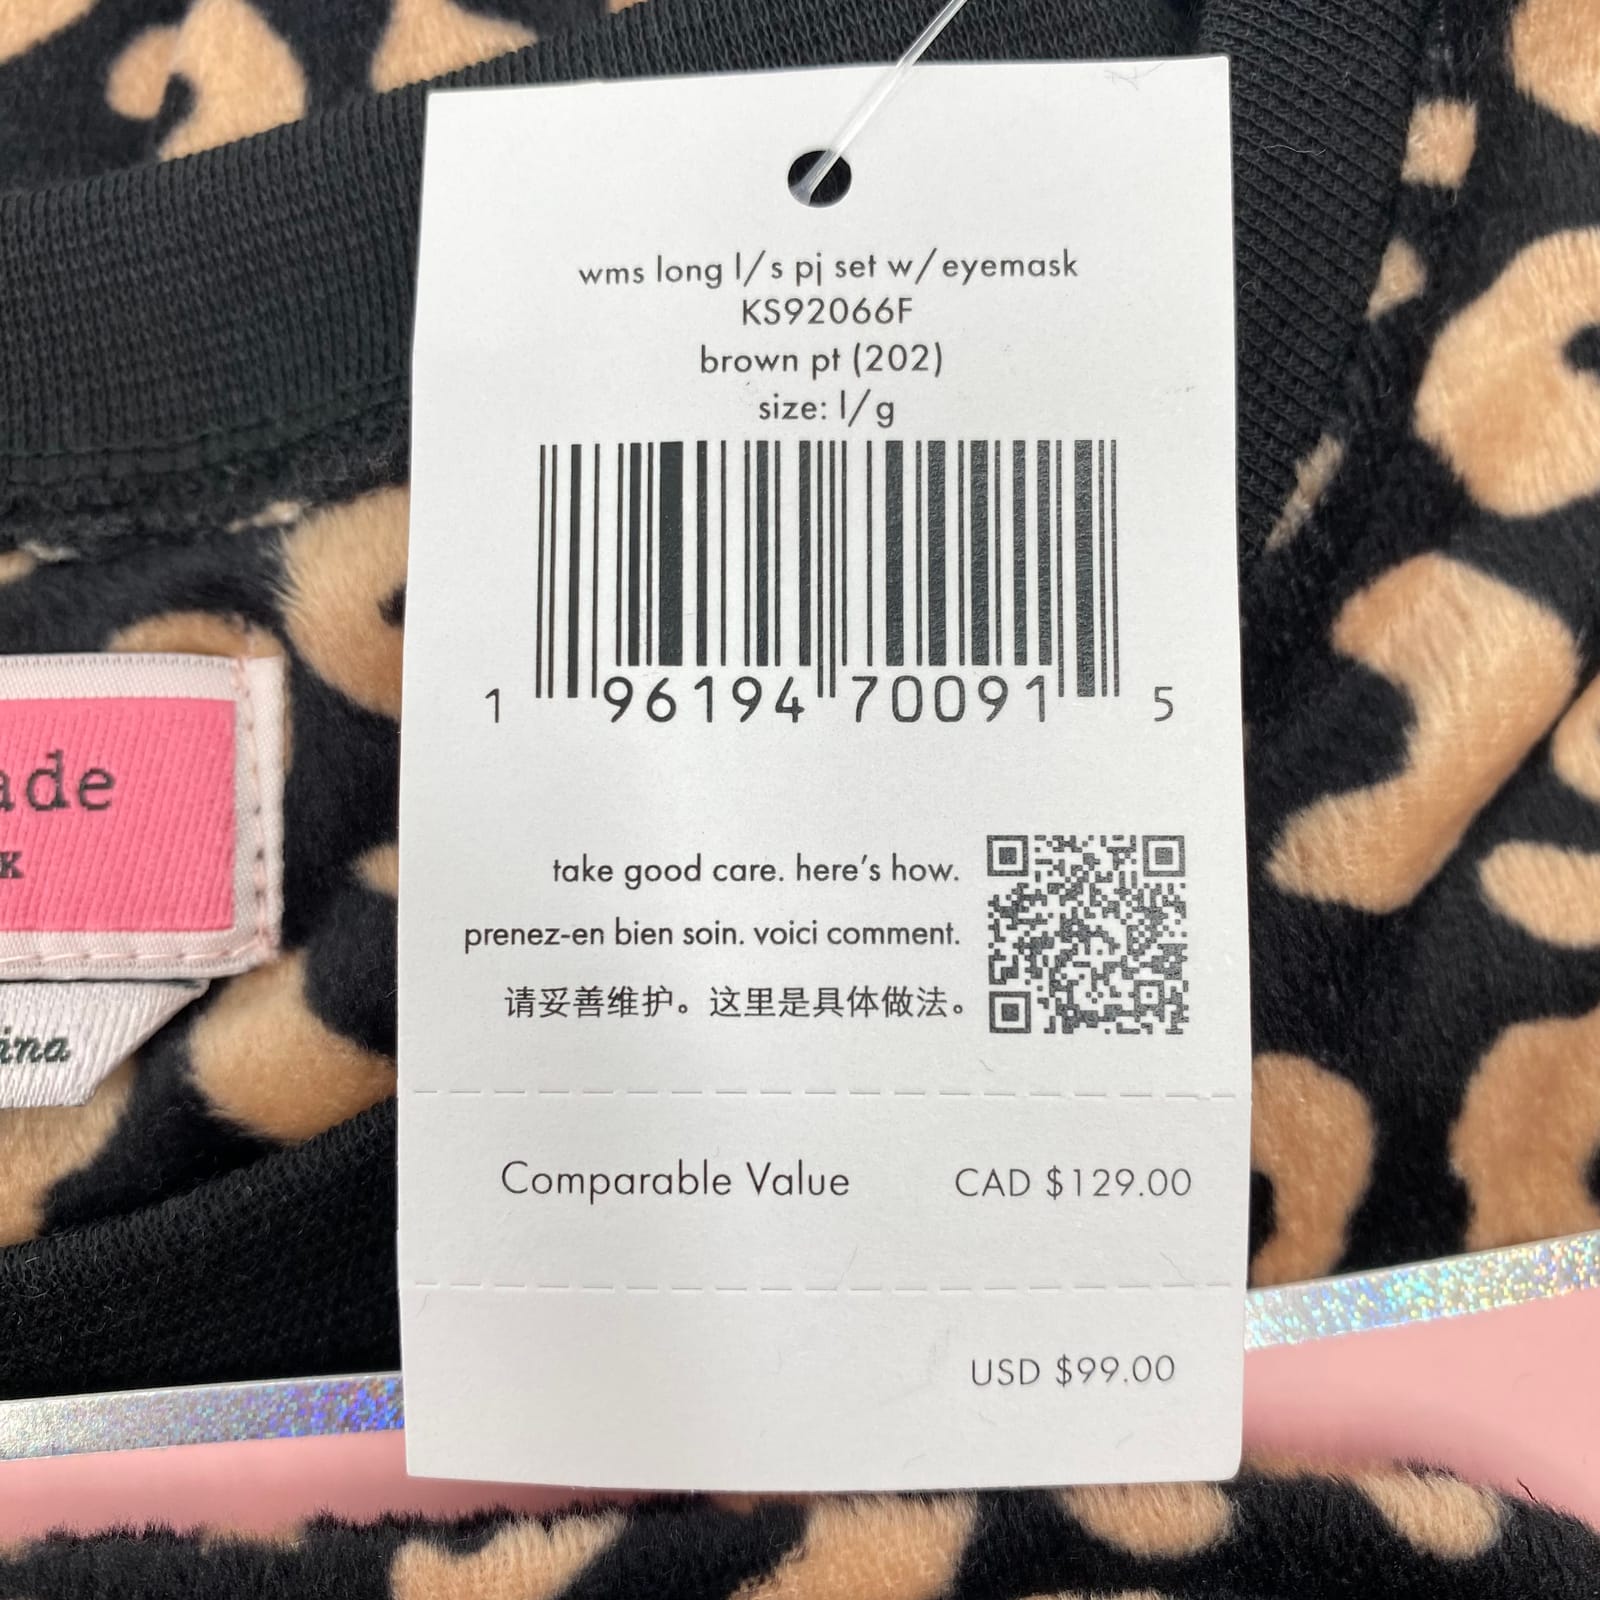 wms long l/s pj set w/eyemask
KS92066F
brown pt (202)
size: l/g
1 96194 70091 5
take good care. here's how.
prenez-en bien soin. voici comment.
请妥善维护。这里是具体做法。
Comparable Value CAD $129.00
USD $99.00
ade
K
ina